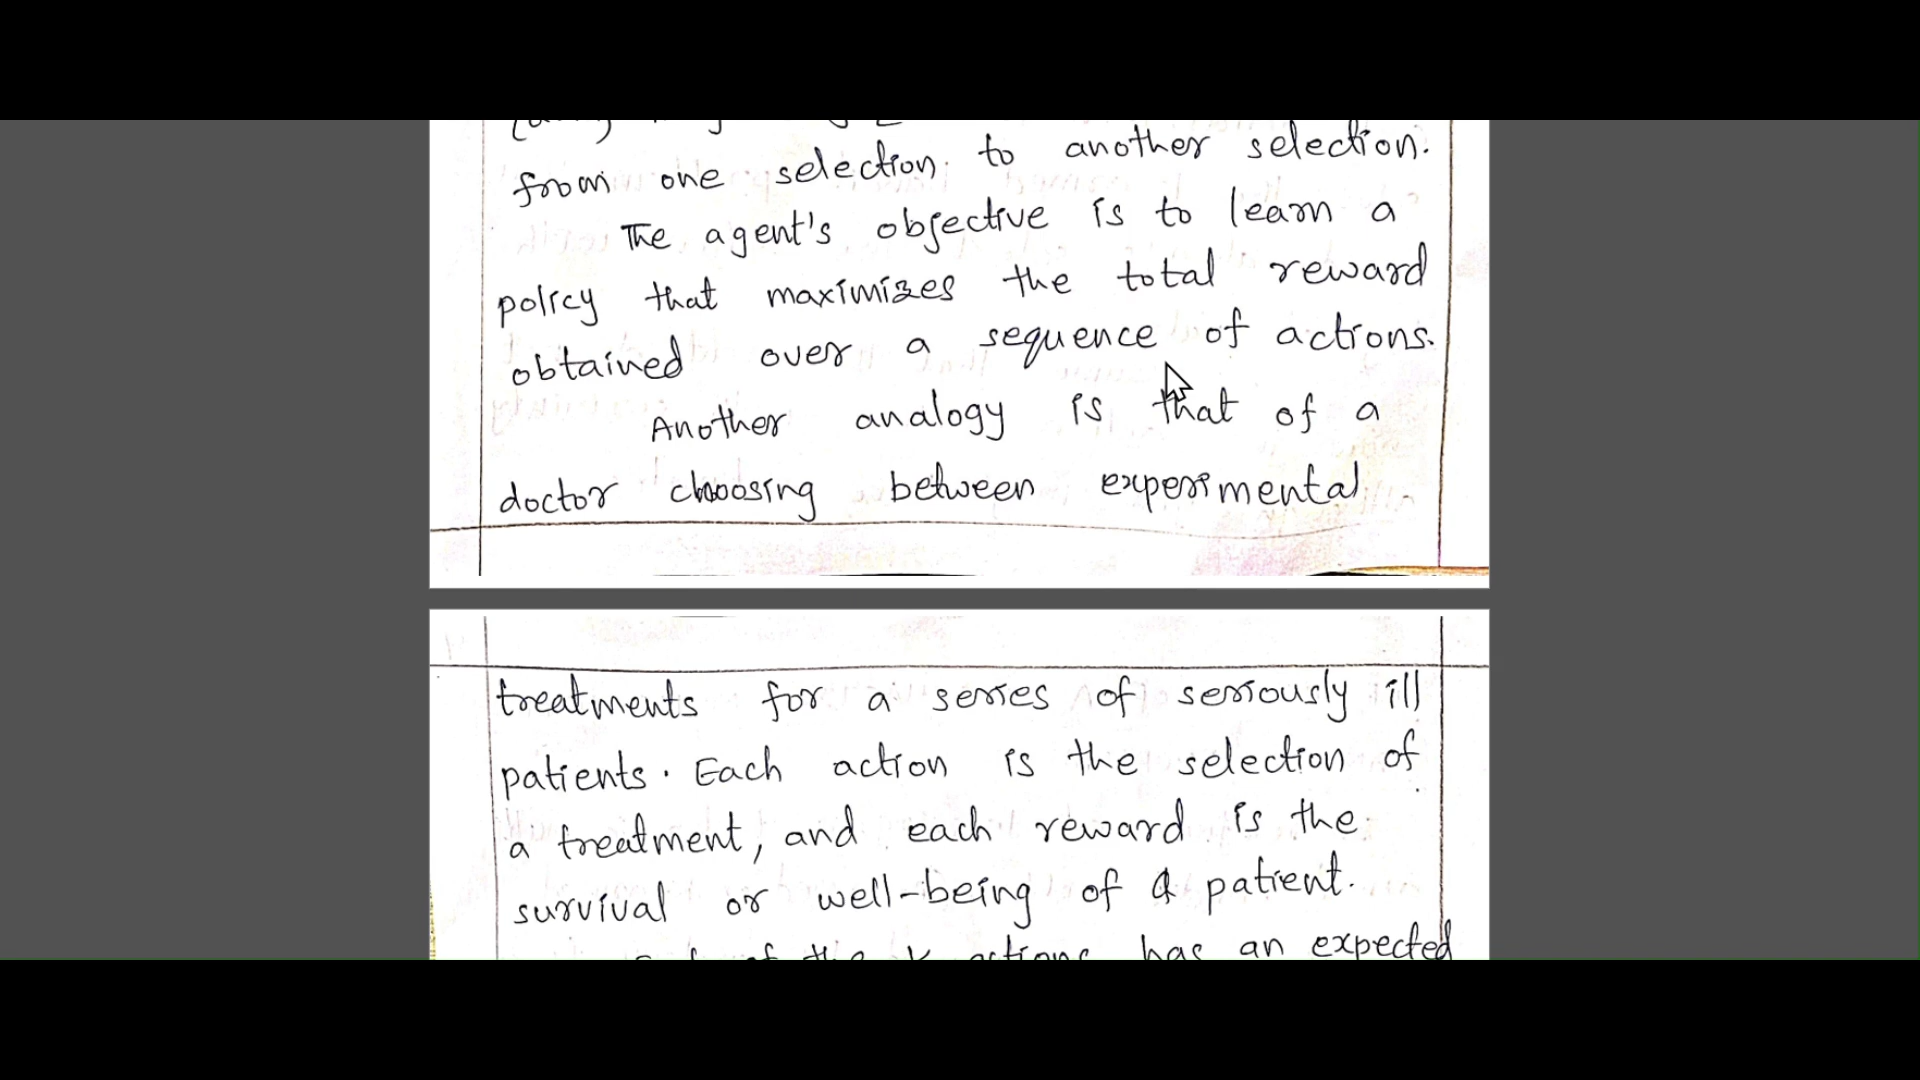 from one selection to another selection.
The agent's objective is to learn a
policy that maximizes the total reward
obtained over a sequence of actions.
Another analogy is that of a
doctor choosing between experimental
treatments for a series of seriously ill
patients. Each action is the selection of
a treatment, and each reward is the
survival or well-being of a patient.
of the k actions has an expected